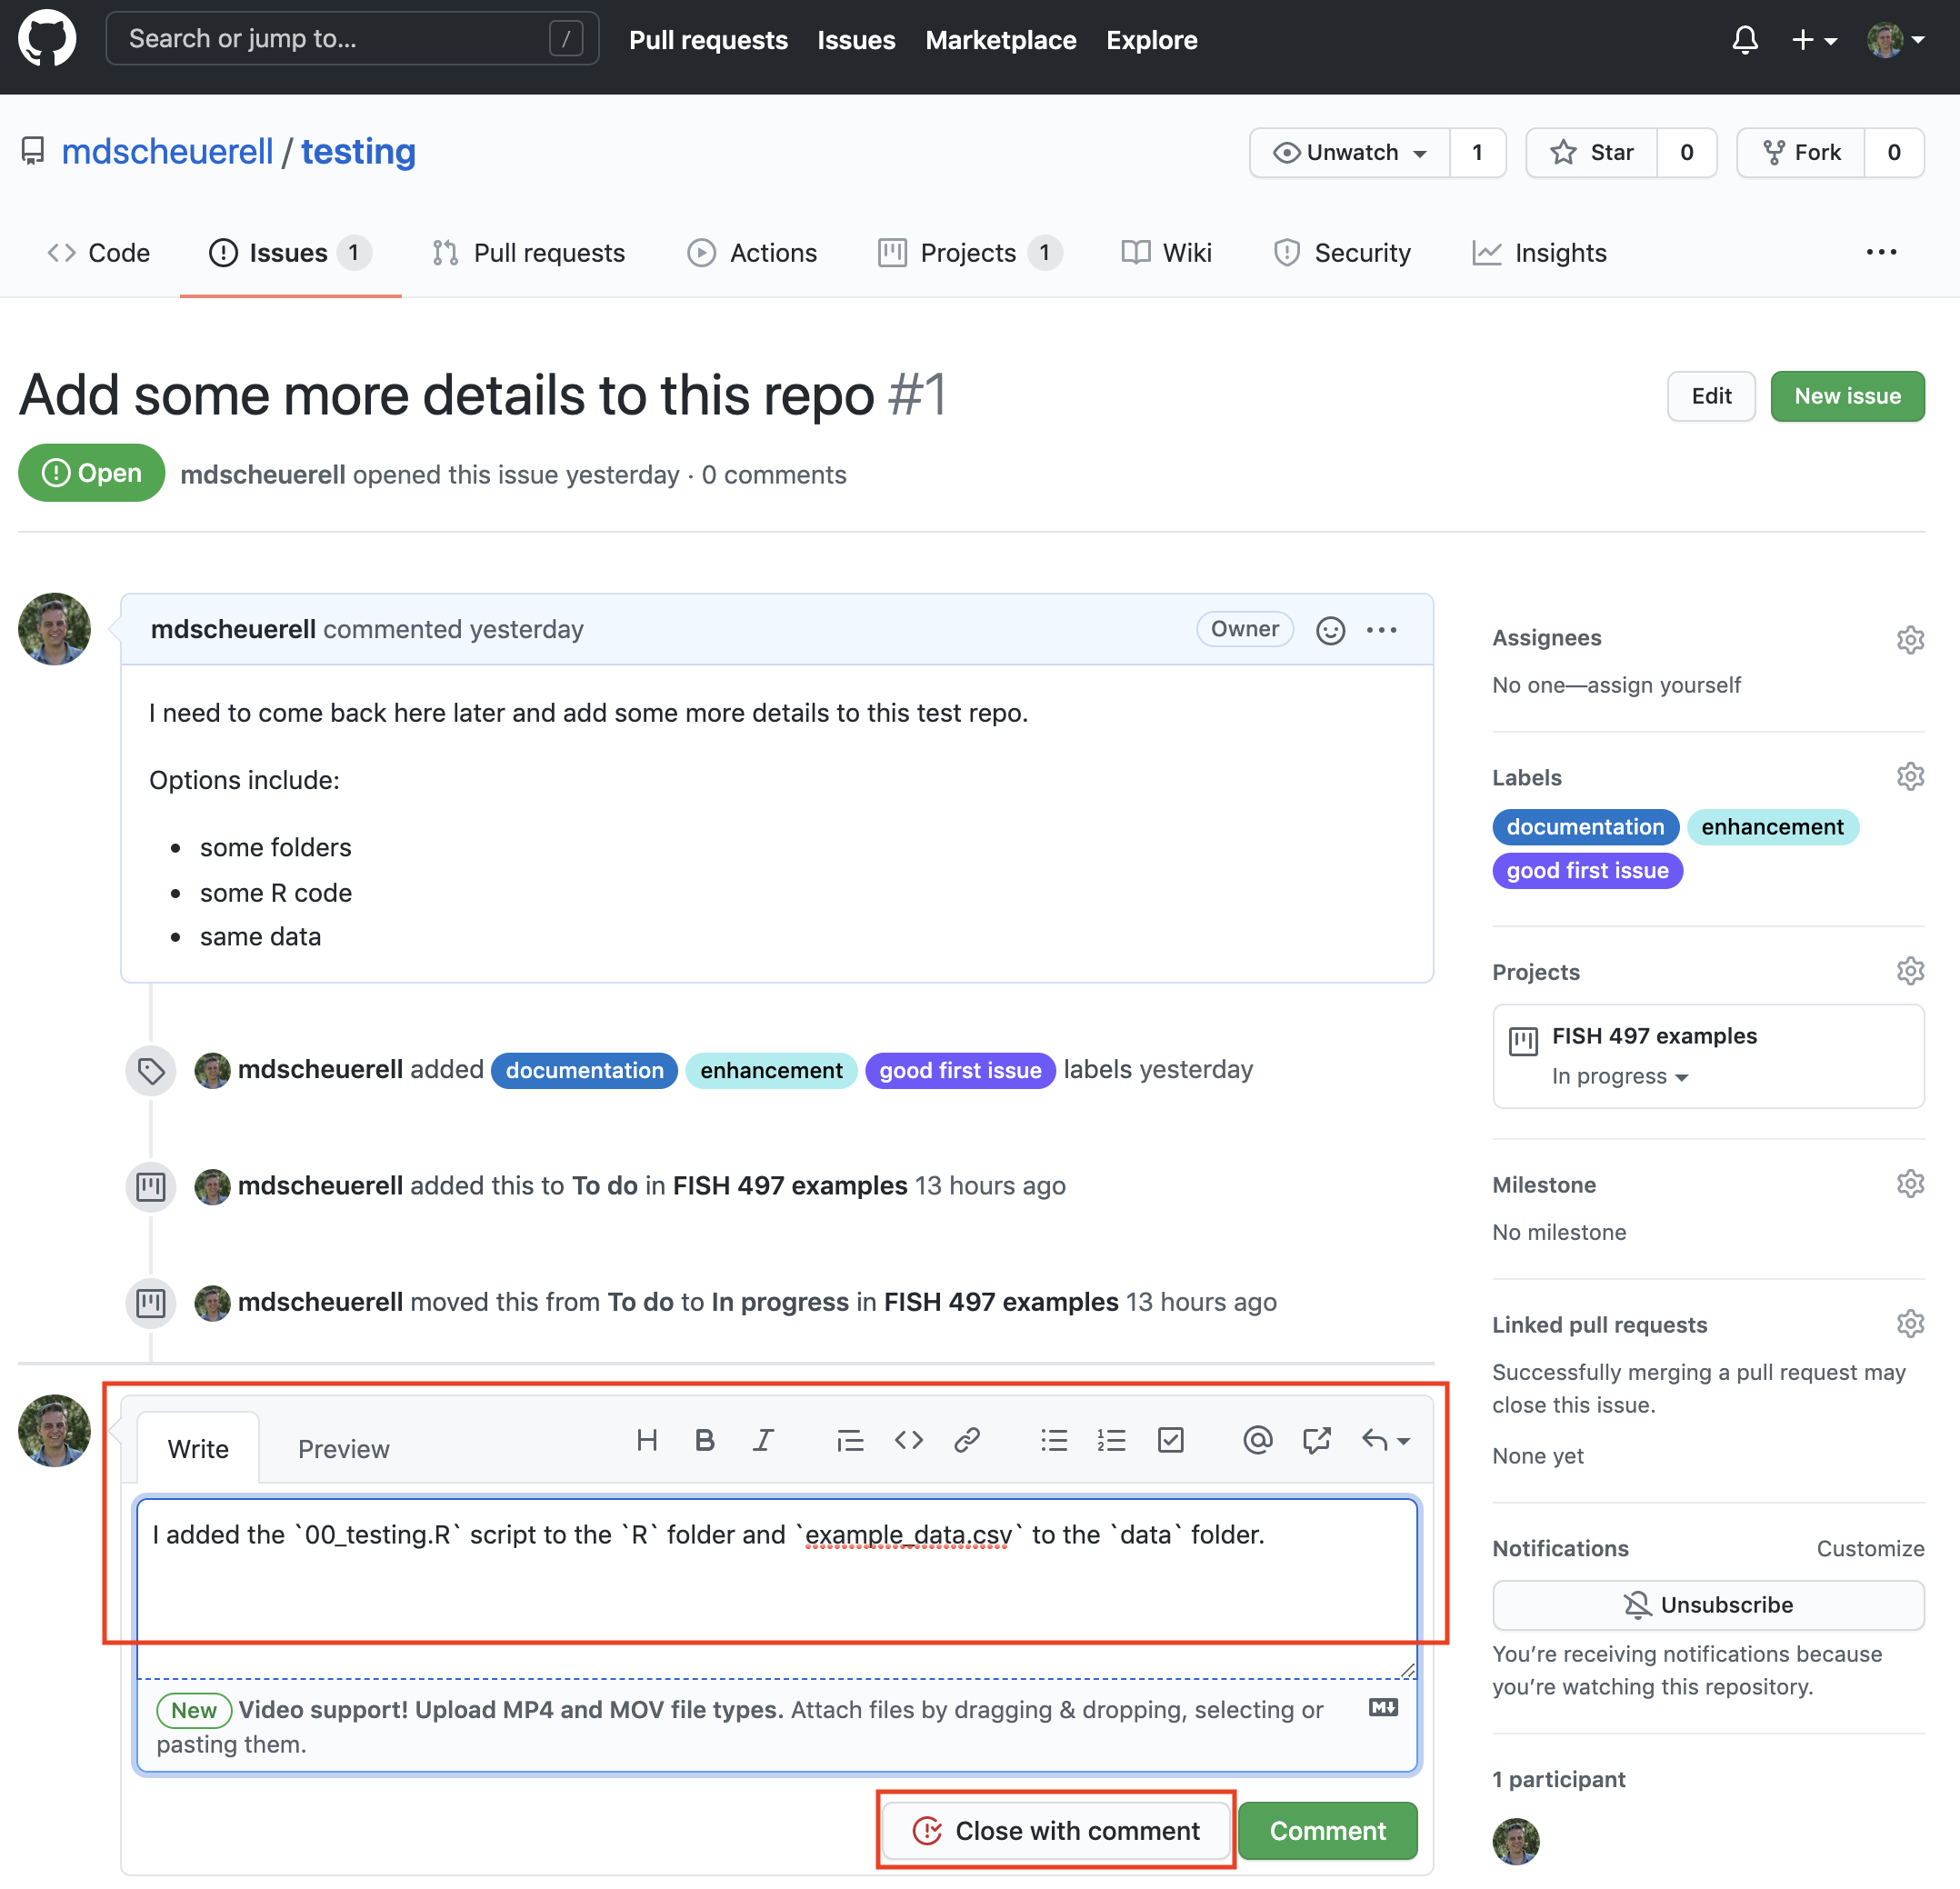 Search or jump to... /
Pull requests Issues Marketplace Explore
mdscheuerell / testing
Unwatch 1 Star 0 Fork 0
Code Issues 1 Pull requests Actions Projects 1 Wiki Security Insights
Add some more details to this repo #1
Edit New issue
Open mdscheuerell opened this issue yesterday · 0 comments
mdscheuerell commented yesterday Owner
I need to come back here later and add some more details to this test repo.
Options include:
• some folders
• some R code
• same data
mdscheuerell added documentation enhancement good first issue labels yesterday
mdscheuerell added this to To do in FISH 497 examples 13 hours ago
mdscheuerell moved this from To do to In progress in FISH 497 examples 13 hours ago
Write Preview
I added the `00_testing.R` script to the `R` folder and `example_data.csv` to the `data` folder.
New Video support! Upload MP4 and MOV file types. Attach files by dragging & dropping, selecting or
pasting them.
Close with comment Comment
Assignees
No one—assign yourself
Labels
documentation enhancement
good first issue
Projects
FISH 497 examples
In progress
Milestone
No milestone
Linked pull requests
Successfully merging a pull request may
close this issue.
None yet
Notifications Customize
Unsubscribe
You’re receiving notifications because
you’re watching this repository.
1 participant